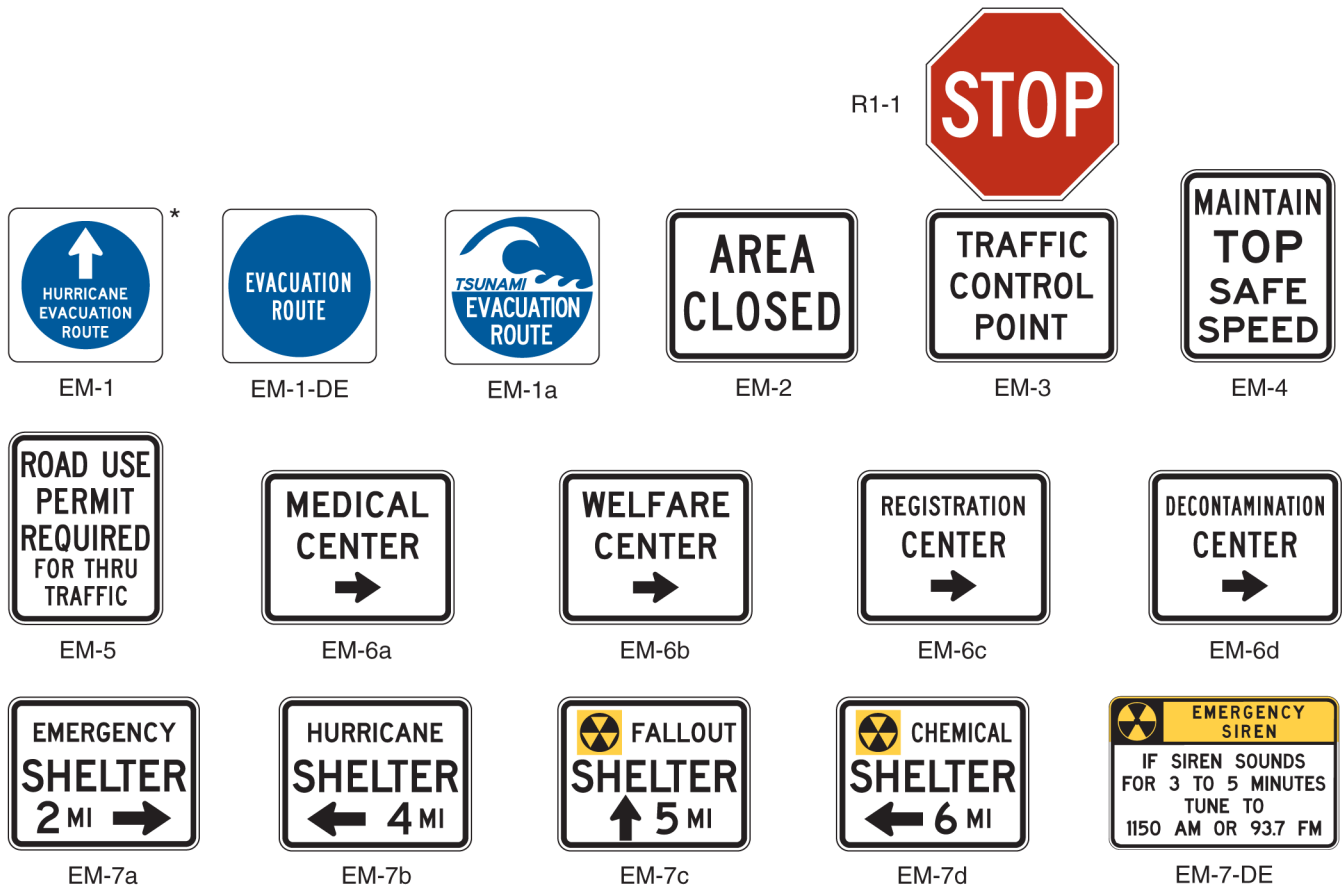 R1-1
STOP
HURRICANE
EVACUATION
ROUTE
*
EM-1
EVACUATION
ROUTE
EM-1-DE
TSUNAMI
EVACUATION
ROUTE
EM-1a
AREA
CLOSED
EM-2
TRAFFIC
CONTROL
POINT
EM-3
MAINTAIN
TOP
SAFE
SPEED
EM-4
ROAD USE
PERMIT
REQUIRED
FOR THRU
TRAFFIC
EM-5
MEDICAL
CENTER
EM-6a
WELFARE
CENTER
EM-6b
REGISTRATION
CENTER
EM-6c
DECONTAMINATION
CENTER
EM-6d
EMERGENCY
SHELTER
2 MI
EM-7a
HURRICANE
SHELTER
4 MI
EM-7b
FALLOUT
SHELTER
5 MI
EM-7c
CHEMICAL
SHELTER
6 MI
EM-7d
EMERGENCY
SIREN
IF SIREN SOUNDS
FOR 3 TO 5 MINUTES
TUNE TO
1150 AM OR 93.7 FM
EM-7-DE